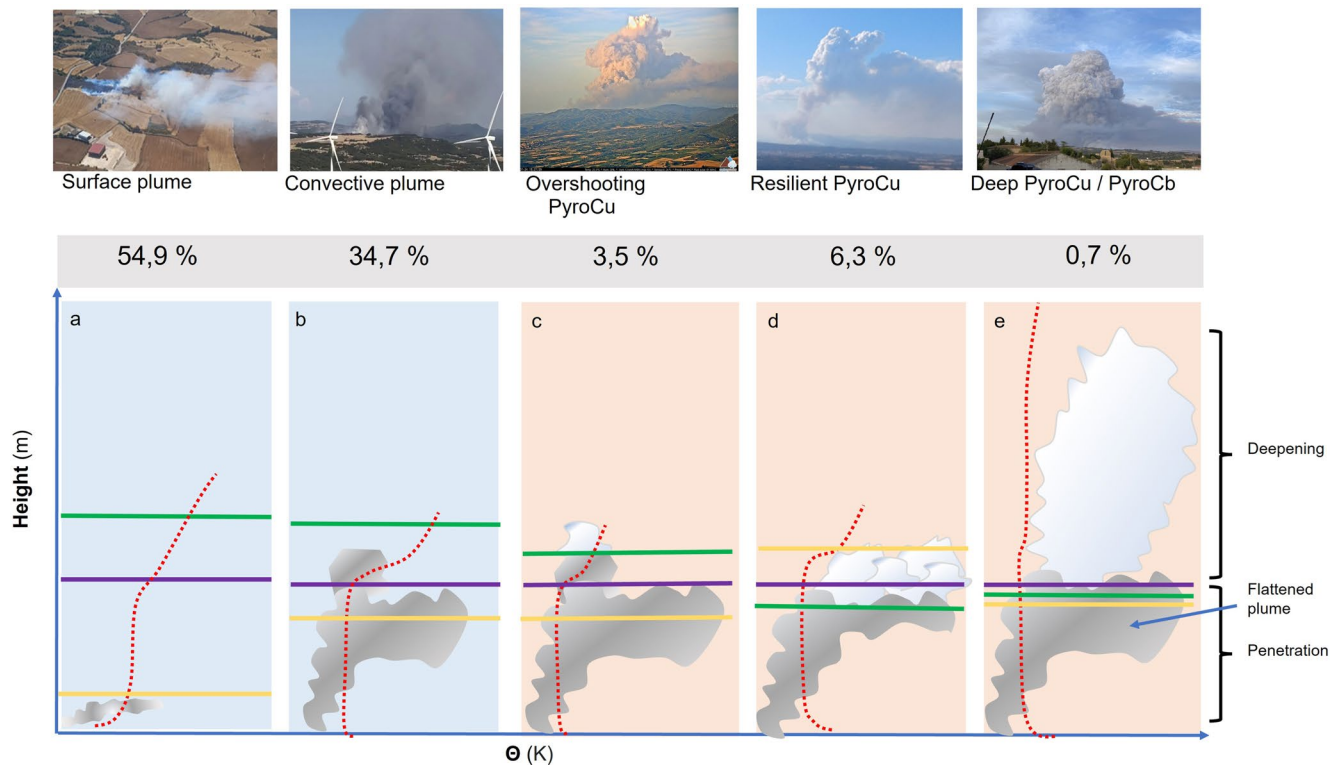 Surface plume
Convective plume
Overshooting
PyroCu
Resilient PyroCu
Deep PyroCu / PyroCb
54,9 %
34,7 %
3,5 %
6,3 %
0,7 %
a
b
c
d
e
Height (m)
Deepening
Flattened
plume
Penetration
Θ (K)